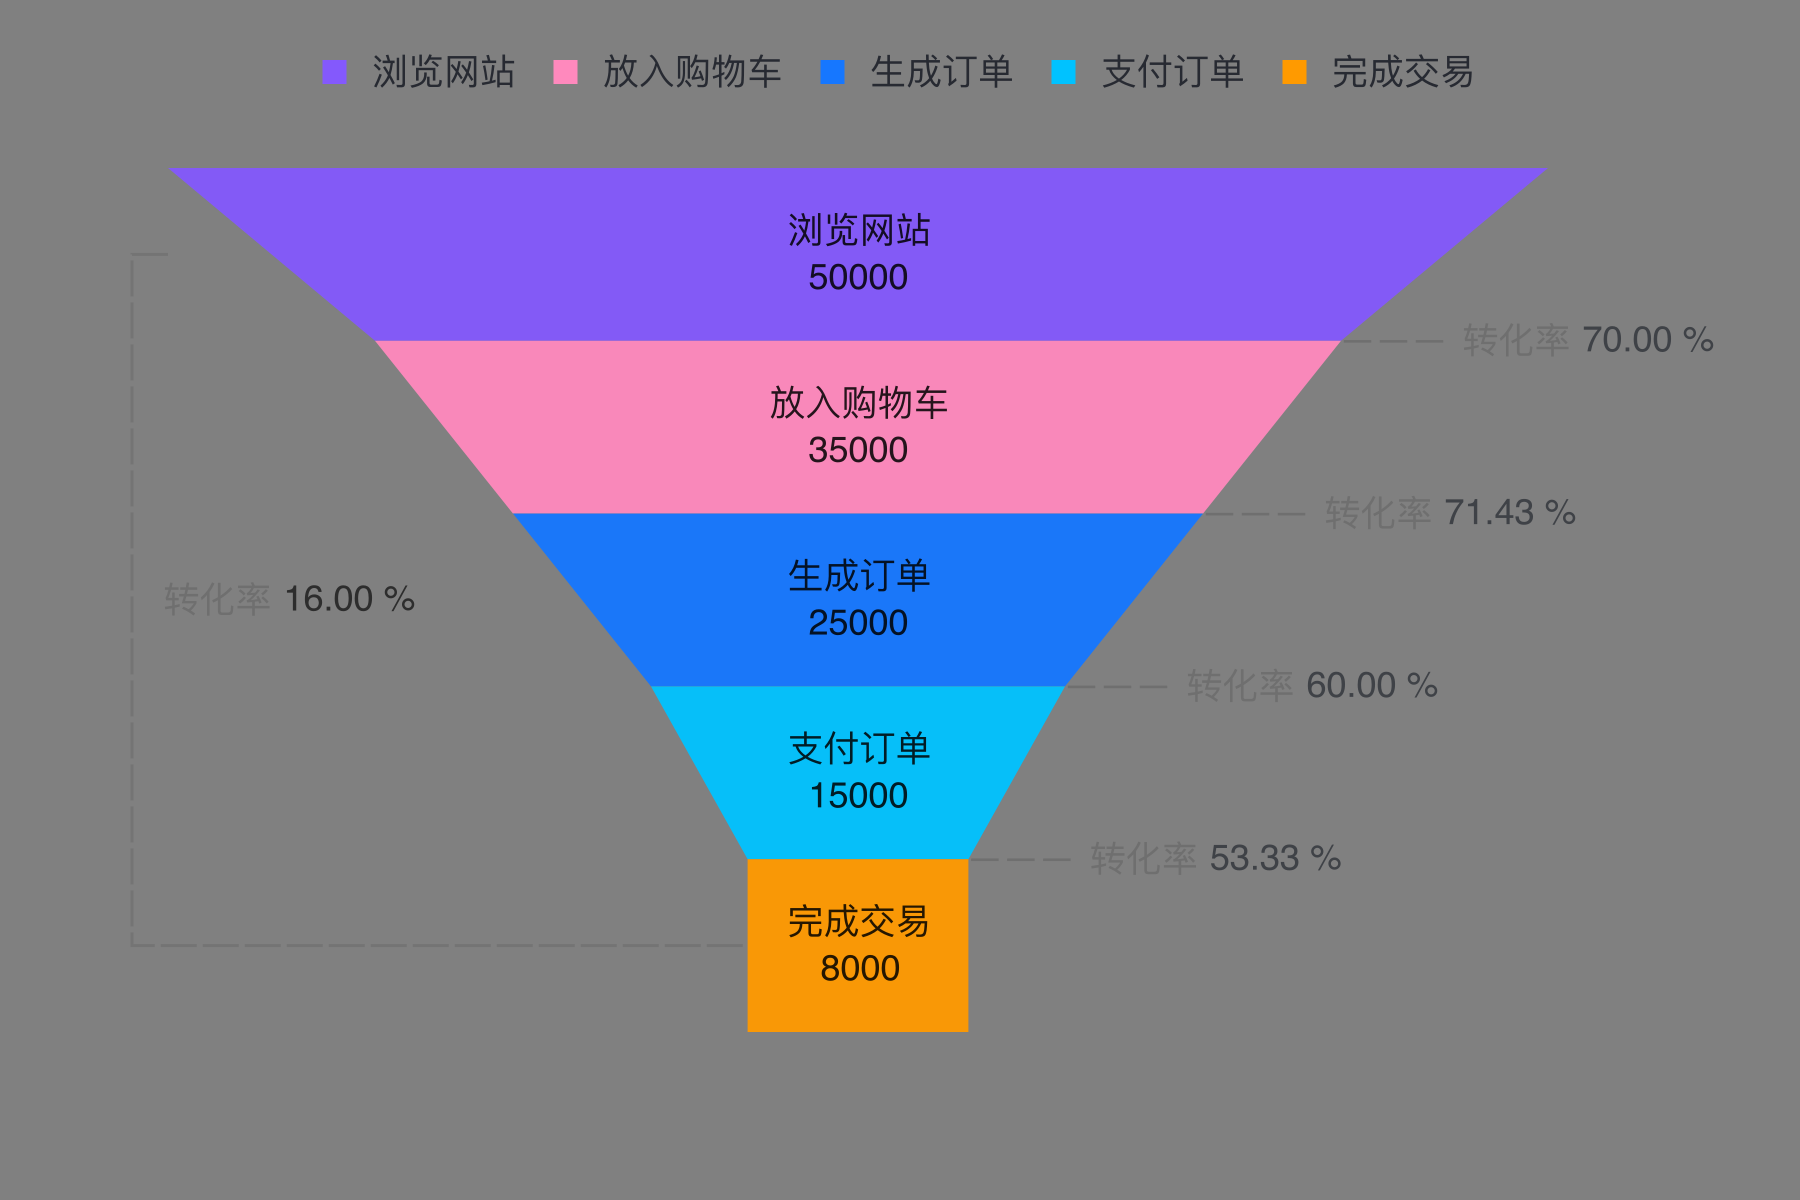 浏览网站 放入购物车 生成订单 支付订单 完成交易
浏览网站
50000
转化率 70.00 %
放入购物车
35000
转化率 71.43 %
生成订单
25000
转化率 16.00 %
转化率 60.00 %
支付订单
15000
转化率 53.33 %
完成交易
8000